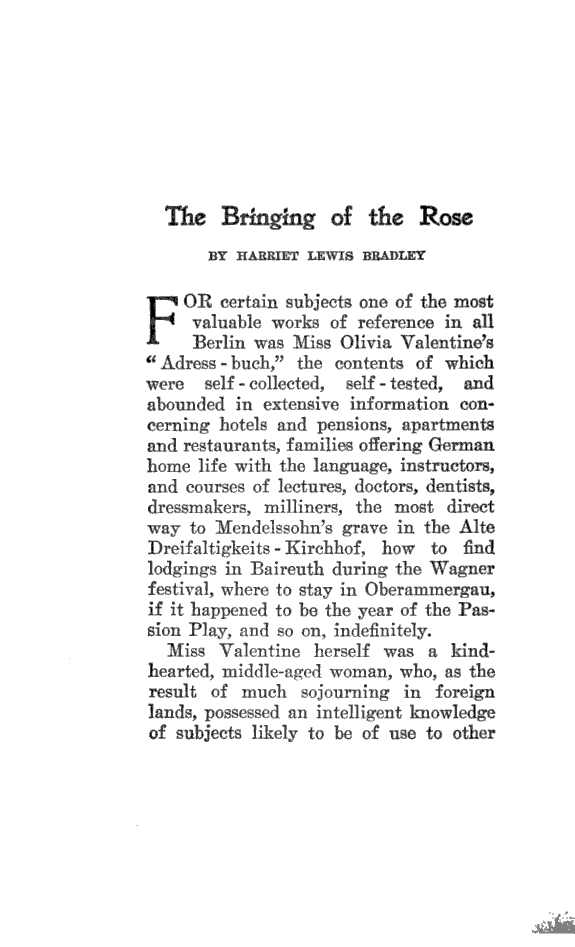 The Bringing of the Rose
BY HARRIET LEWIS BRADLEY
FOR certain subjects one of the most
valuable works of reference in all
Berlin was Miss Olivia Valentine's
“Adress-buch,” the contents of which
were self-collected, self-tested, and
abounded in extensive information con-
cerning hotels and pensions, apartments
and restaurants, families offering German
home life with the language, instructors,
and courses of lectures, doctors, dentists,
dressmakers, milliners, the most direct
way to Mendelssohn's grave in the Alte
Dreifaltigkeits-Kirchhof, how to find
lodgings in Baireuth during the Wagner
festival, where to stay in Oberammergau,
if it happened to be the year of the Pas-
sion Play, and so on, indefinitely.
Miss Valentine herself was a kind-
hearted, middle-aged woman, who, as the
result of much sojourning in foreign
lands, possessed an intelligent knowledge
of subjects likely to be of use to other